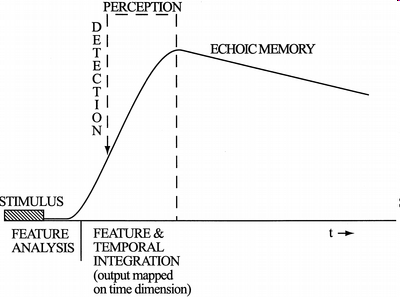 PERCEPTION
DETECTION
ECHOIC MEMORY
STIMULUS
FEATURE
ANALYSIS
FEATURE &
TEMPORAL
INTEGRATION
(output mapped
on time dimension)
t →